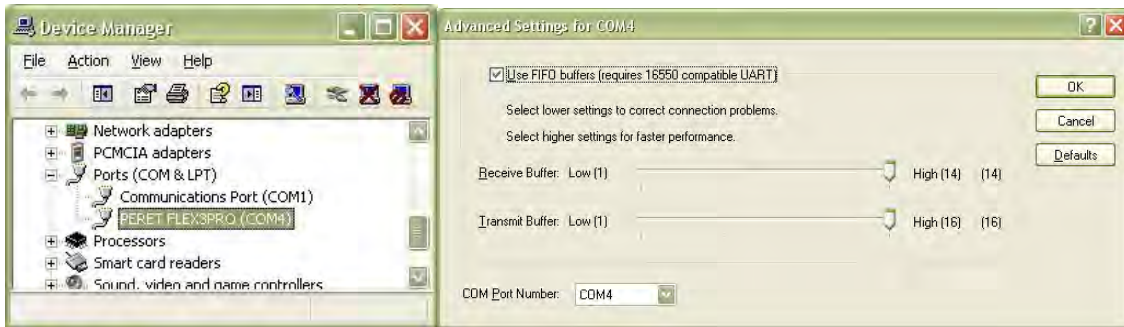 Device Manager
File Action View Help
Network adapters
PCMCIA adapters
Ports (COM & LPT)
Communications Port (COM1)
PERET FLEX3PRO (COM4)
Processors
Smart card readers
Sound, video and game controllers
Advanced Settings for COM4
Use FIFO buffers (requires 16550 compatible UART)
Select lower settings to correct connection problems.
Select higher settings for faster performance.
Receive Buffer: Low (1) High (14) (14)
Transmit Buffer: Low (1) High (16) (16)
COM Port Number: COM4
OK
Cancel
Defaults